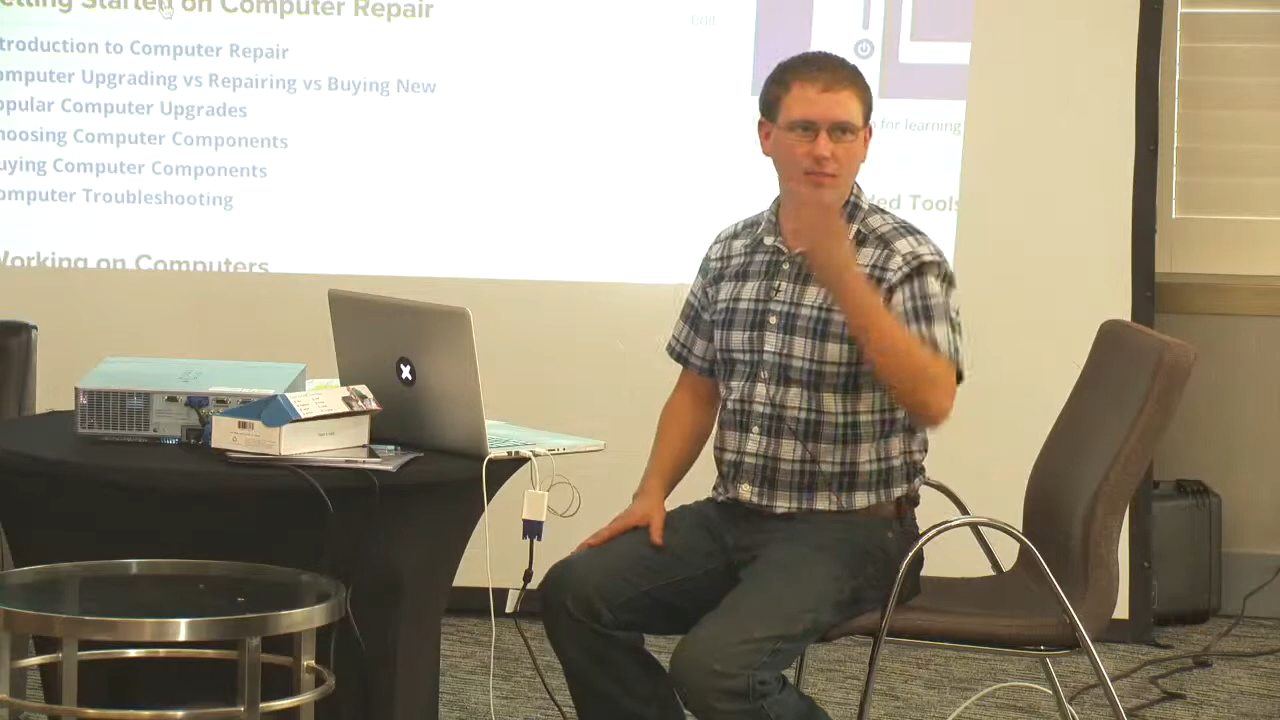 etting Started on Computer Repair
Edit
troduction to Computer Repair
omputer Upgrading vs Repairing vs Buying New
opular Computer Upgrades
hoosing Computer Components
for learning
uying Computer Components
omputer Troubleshooting
ded Tools
Working on Computers